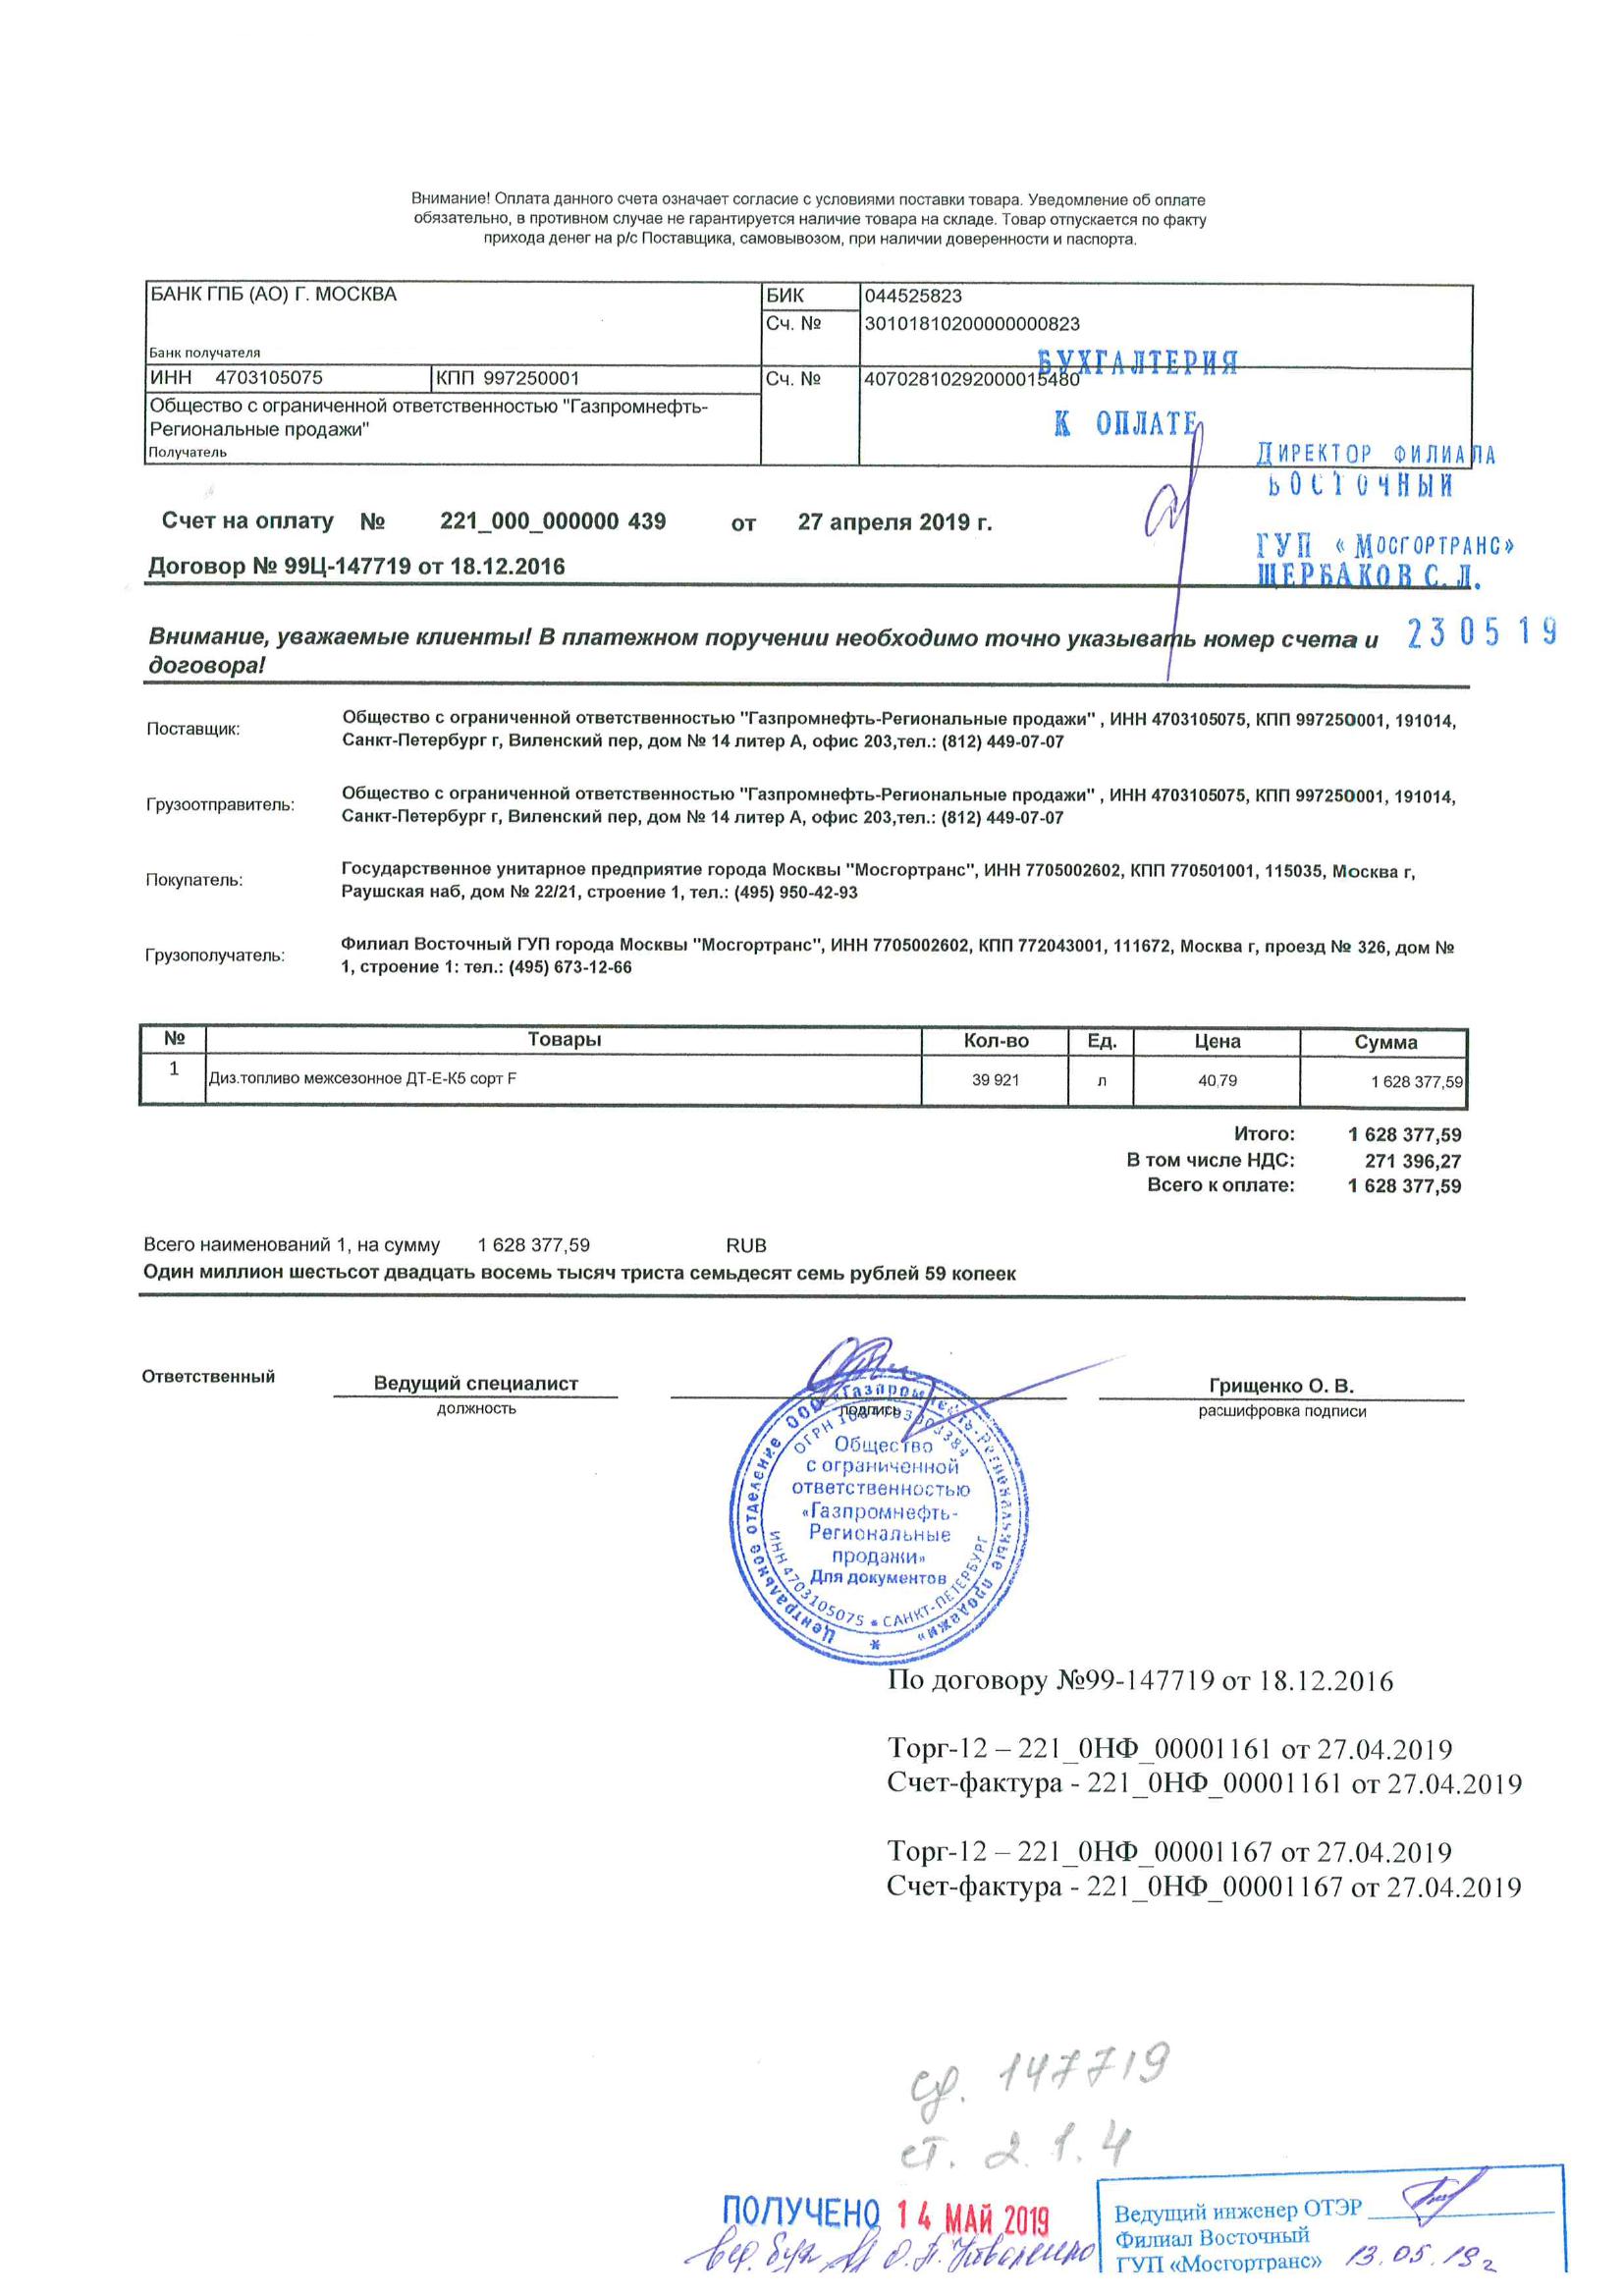 Внимание! Оплата данного счета означает согласие с условиями поставки товара. Уведомление об оплате
обязательно, в противном случае не гарантируется наличие товара на складе. Товар отпускается по факту
прихода денег на р/с Поставщика, самовывозом, при наличии доверенности и паспорта.
БАНК ГПБ (АО) Г. МОСКВА БИК 044525823
Сч. № 30101810200000000823
Банк получателя
БУХГАЛТЕРИЯ
ИНН 4703105075 КПП 997250001 Сч. № 40702810292000015480
Общество с ограниченной ответственностью "Газпромнефть-
Региональные продажи"
К ОПЛАТЕ
Получатель
ДИРЕКТОР ФИЛИАЛА
ВОСТОЧНЫЙ
Счет на оплату № 221_000_000000 439 от 27 апреля 2019 г.
ГУП «МОСГОРТРАНС»
Договор № 99Ц-147719 от 18.12.2016
ЩЕРБАКОВ С.Л.
23 05 19
Внимание, уважаемые клиенты! В платежном поручении необходимо точно указывать номер счета и
договора!
Поставщик: Общество с ограниченной ответственностью "Газпромнефть-Региональные продажи" , ИНН 4703105075, КПП 997250001, 191014,
Санкт-Петербург г, Виленский пер, дом № 14 литер А, офис 203,тел.: (812) 449-07-07
Грузоотправитель: Общество с ограниченной ответственностью "Газпромнефть-Региональные продажи" , ИНН 4703105075, КПП 997250001, 191014,
Санкт-Петербург г, Виленский пер, дом № 14 литер А, офис 203,тел.: (812) 449-07-07
Покупатель: Государственное унитарное предприятие города Москвы "Мосгортранс", ИНН 7705002602, КПП 770501001, 115035, Москва г,
Раушская наб, дом № 22/21, строение 1, тел.: (495) 950-42-93
Грузополучатель: Филиал Восточный ГУП города Москвы "Мосгортранс", ИНН 7705002602, КПП 772043001, 111672, Москва г, проезд № 326, дом №
1, строение 1: тел.: (495) 673-12-66
№ Товары Кол-во Ед. Цена Сумма
1 Диз.топливо межсезонное ДТ-Е-К5 сорт F 39 921 л 40,79 1 628 377,59
Итого: 1 628 377,59
В том числе НДС: 271 396,27
Всего к оплате: 1 628 377,59
Всего наименований 1, на сумму 1 628 377,59 RUB
Один миллион шестьсот двадцать восемь тысяч триста семьдесят семь рублей 59 копеек
Ответственный Ведущий специалист Грищенко О. В.
должность подпись расшифровка подписи
Центральное отделение ООО «Газпромнефть-Региональные продажи» *
ИНН 4703105075 • САНКТ-ПЕТЕРБУРГ
Общество
с ограниченной
ответственностью
«Газпромнефть-
Региональные
продажи»
Для документов
По договору №99-147719 от 18.12.2016
Торг-12 – 221_0НФ_00001161 от 27.04.2019
Счет-фактура - 221_0НФ_00001161 от 27.04.2019
Торг-12 – 221_0НФ_00001167 от 27.04.2019
Счет-фактура - 221_0НФ_00001167 от 27.04.2019
ср. 147719
ст. 2.1.4
ПОЛУЧЕНО 14 МАЙ 2019
вед. бух О.П. Коваленко
Ведущий инженер ОТЭР
Филиал Восточный
ГУП «Мосгортранс» 13.05.19г